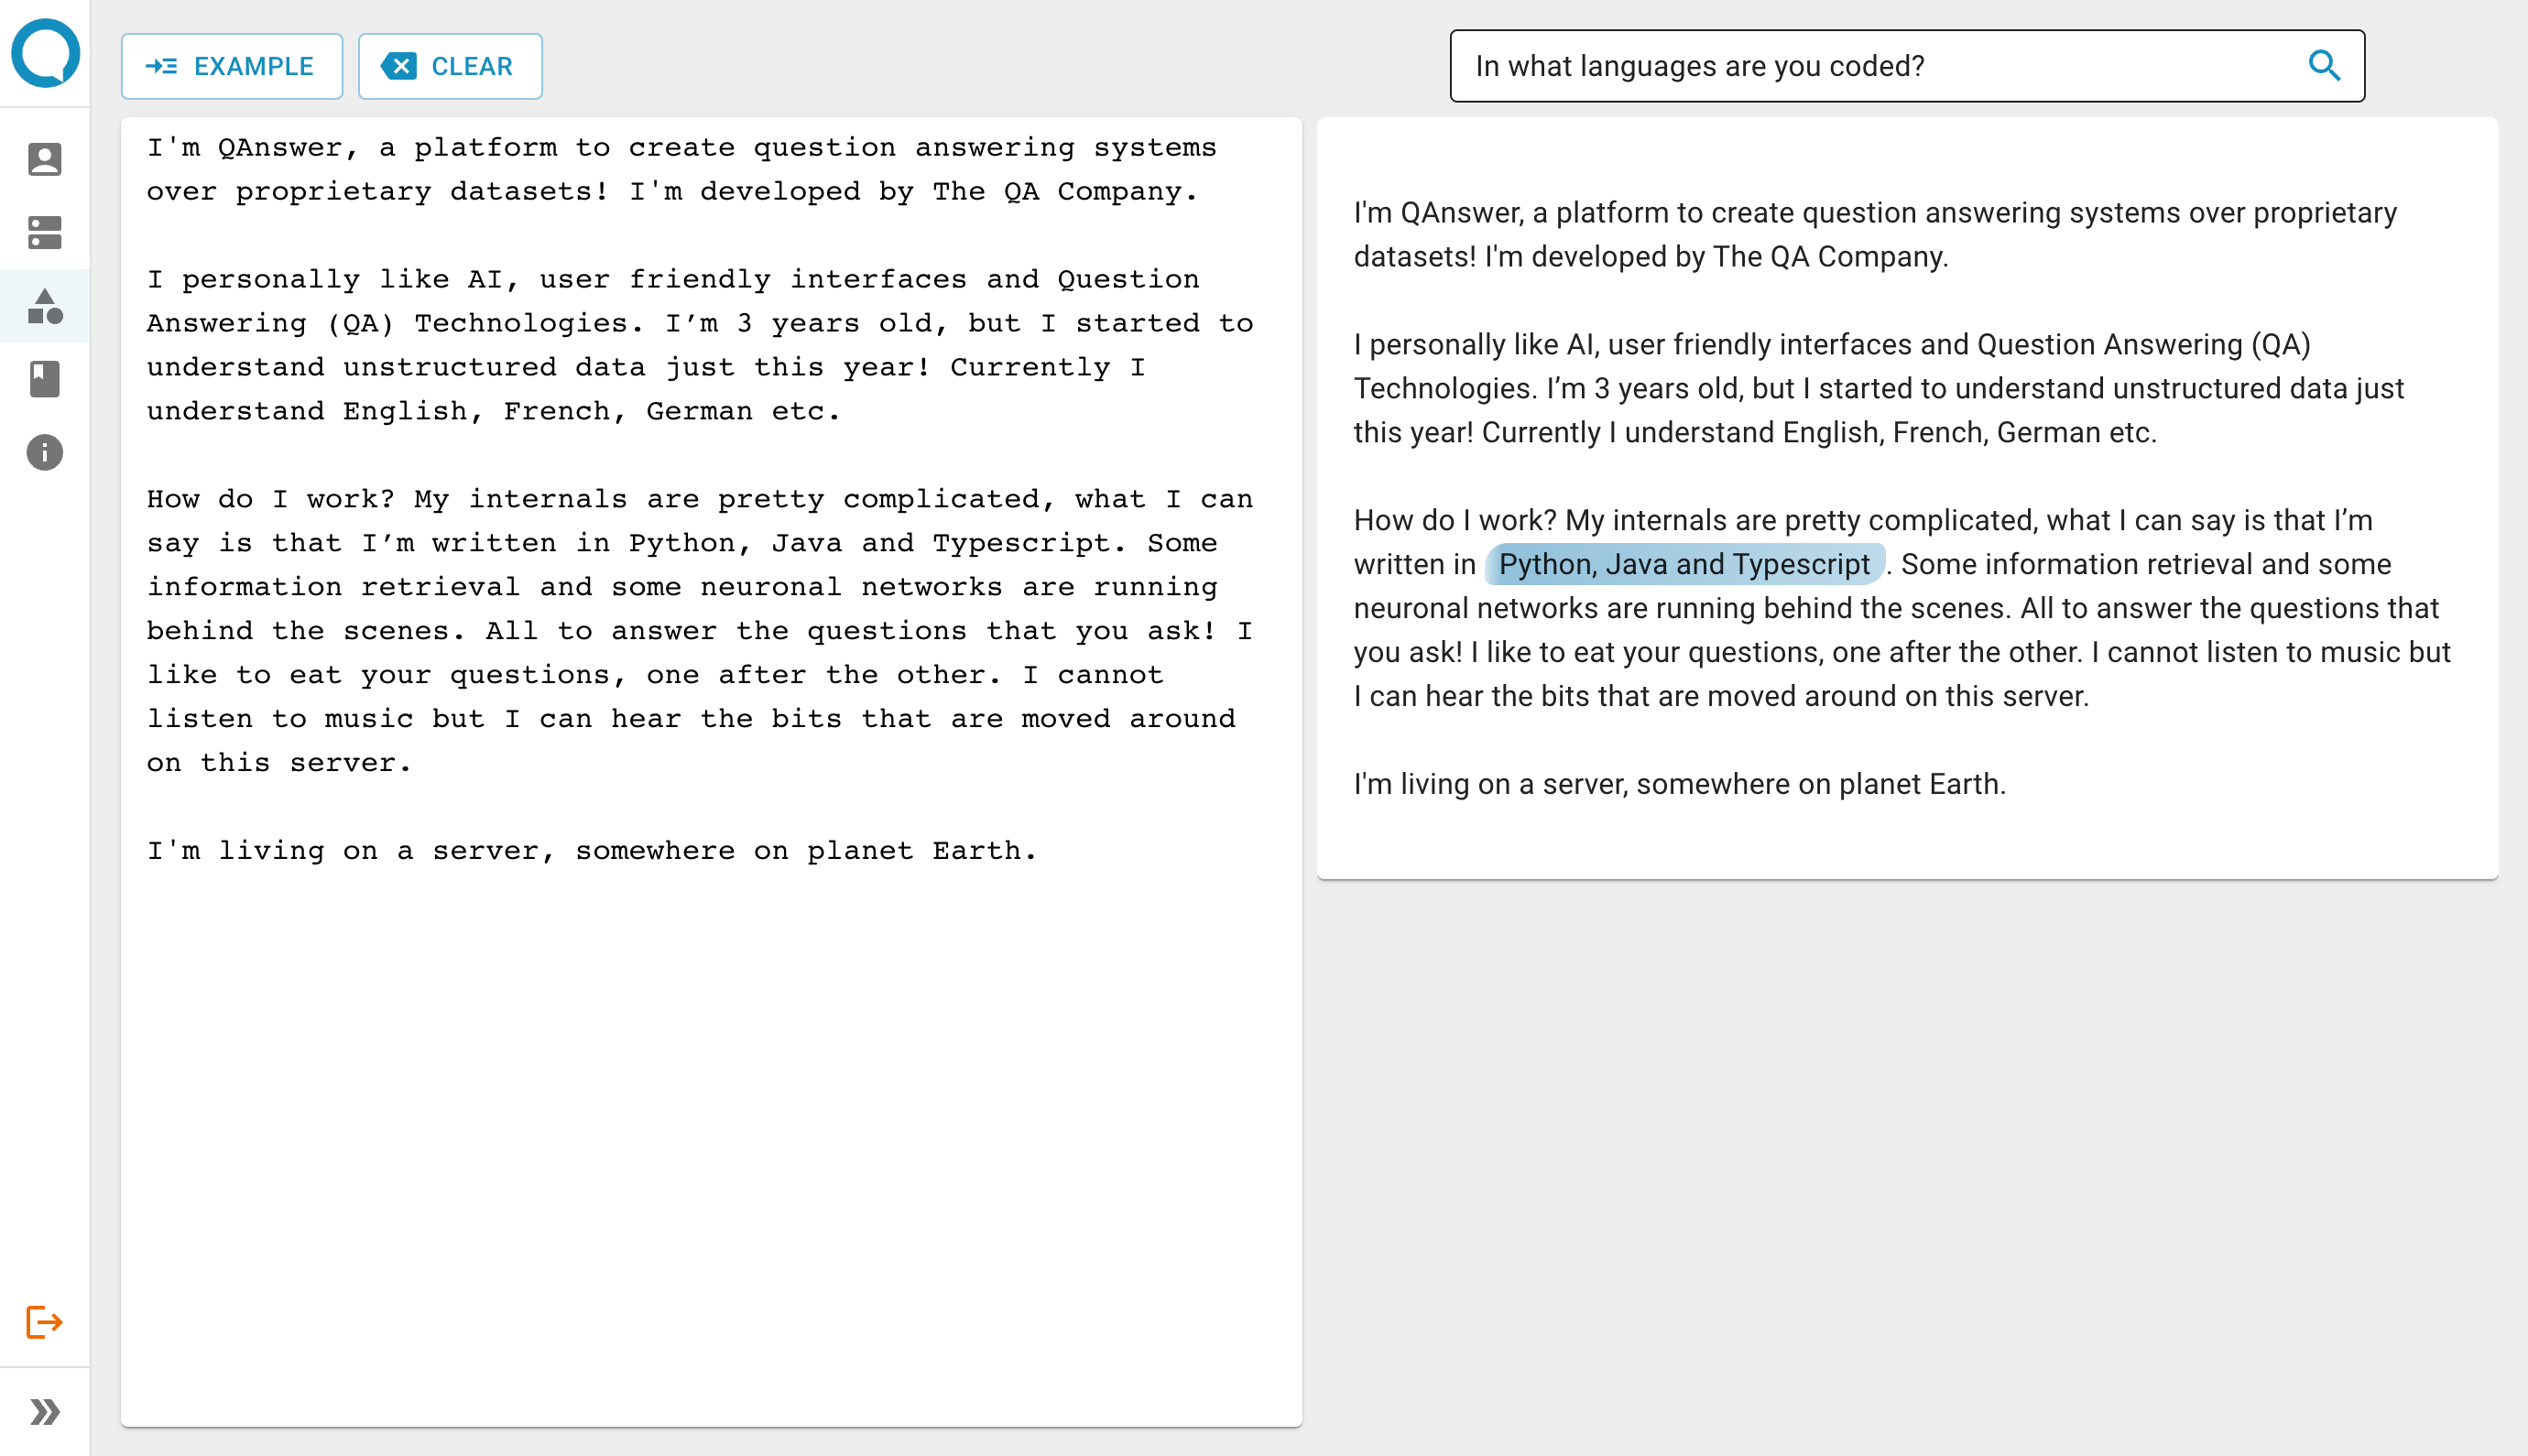 EXAMPLE
CLEAR
In what languages are you coded?
I'm QAnswer, a platform to create question answering systems
over proprietary datasets! I'm developed by The QA Company.
I personally like AI, user friendly interfaces and Question
Answering (QA) Technologies. I’m 3 years old, but I started to
understand unstructured data just this year! Currently I
understand English, French, German etc.
How do I work? My internals are pretty complicated, what I can
say is that I’m written in Python, Java and Typescript. Some
information retrieval and some neuronal networks are running
behind the scenes. All to answer the questions that you ask! I
like to eat your questions, one after the other. I cannot
listen to music but I can hear the bits that are moved around
on this server.
I'm living on a server, somewhere on planet Earth.
I'm QAnswer, a platform to create question answering systems over proprietary
datasets! I'm developed by The QA Company.
I personally like AI, user friendly interfaces and Question Answering (QA)
Technologies. I’m 3 years old, but I started to understand unstructured data just
this year! Currently I understand English, French, German etc.
How do I work? My internals are pretty complicated, what I can say is that I’m
written in Python, Java and Typescript. Some information retrieval and some
neuronal networks are running behind the scenes. All to answer the questions that
you ask! I like to eat your questions, one after the other. I cannot listen to music but
I can hear the bits that are moved around on this server.
I'm living on a server, somewhere on planet Earth.